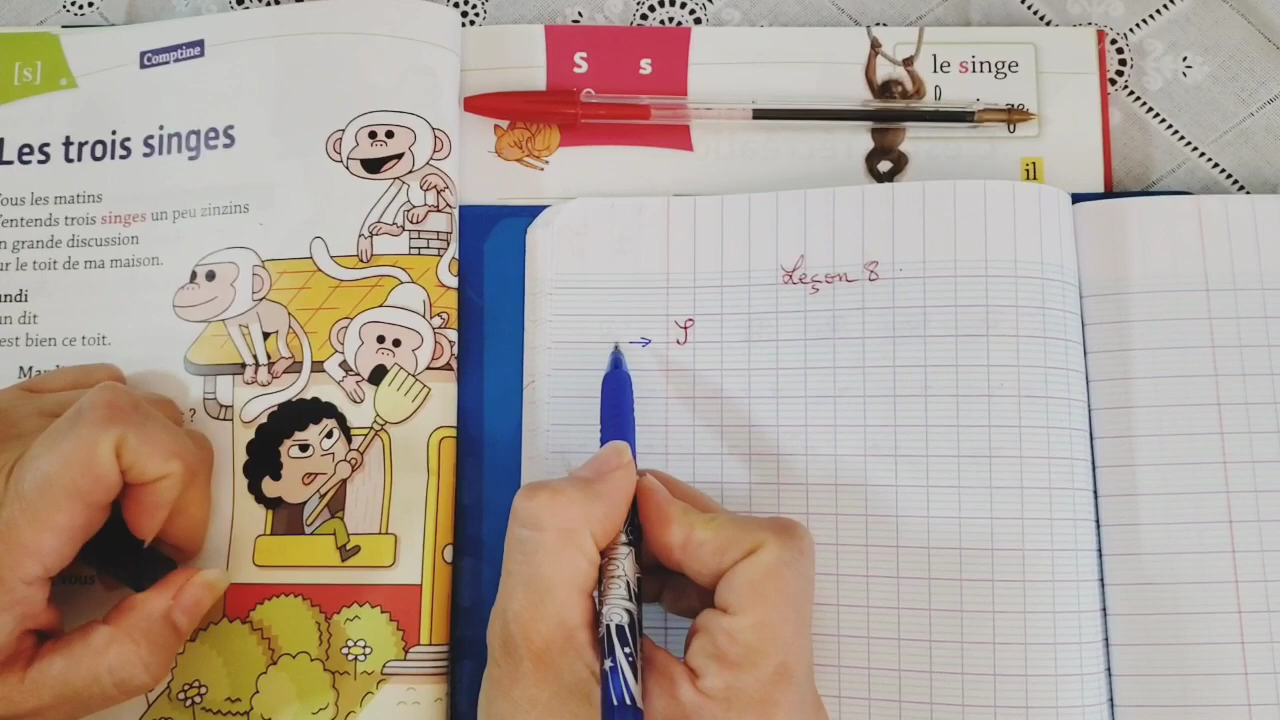 [s]
Comptine
Les trois singes
ous les matins
'entends trois singes un peu zinzins
n grande discussion
ur le toit de ma maison.
undi
un dit
est bien ce toit.
?
vous
S s
le singe
il
Leçon 8
→ S